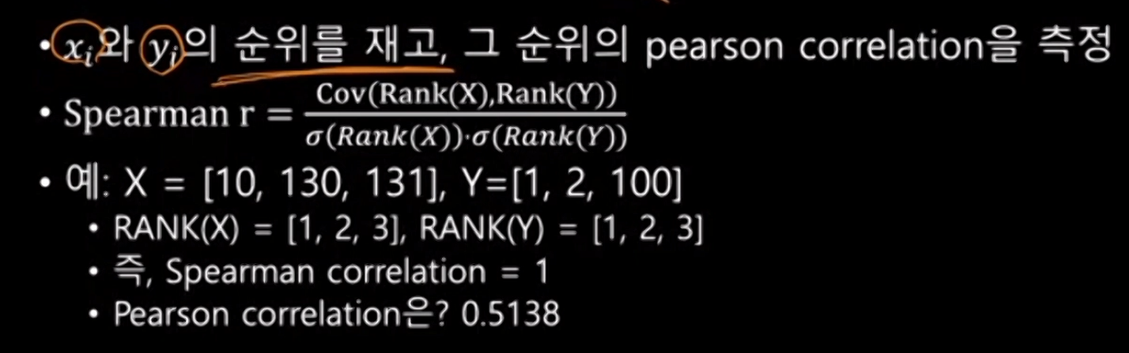 • xᵢ와 yᵢ의 순위를 재고, 그 순위의 pearson correlation을 측정
• Spearman r = Cov(Rank(X),Rank(Y)) / σ(Rank(X))·σ(Rank(Y))
• 예: X = [10, 130, 131], Y=[1, 2, 100]
• RANK(X) = [1, 2, 3], RANK(Y) = [1, 2, 3]
• 즉, Spearman correlation = 1
• Pearson correlation은? 0.5138